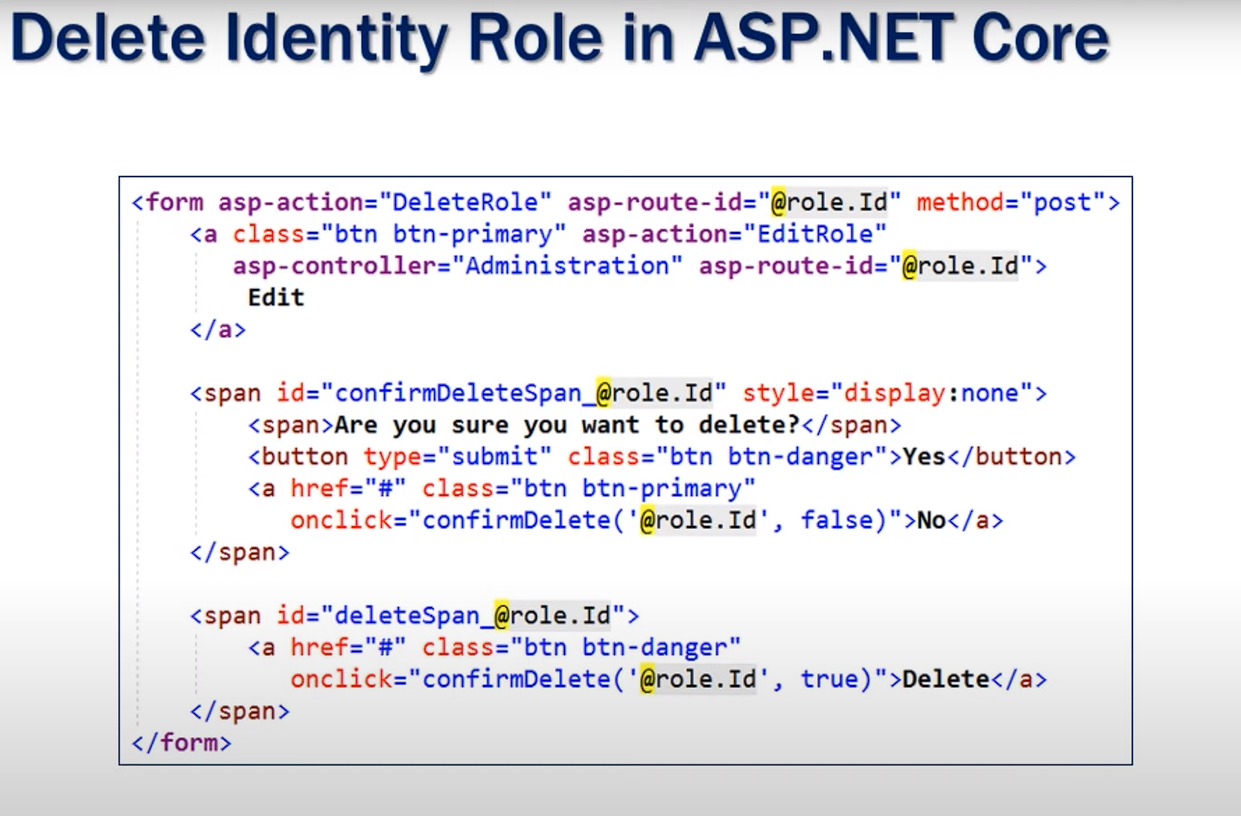 Delete Identity Role in ASP.NET Core
<form asp-action="DeleteRole" asp-route-id="@role.Id" method="post">
<a class="btn btn-primary" asp-action="EditRole"
asp-controller="Administration" asp-route-id="@role.Id">
Edit
</a>
<span id="confirmDeleteSpan_@role.Id" style="display:none">
<span>Are you sure you want to delete?</span>
<button type="submit" class="btn btn-danger">Yes</button>
<a href="#" class="btn btn-primary"
onclick="confirmDelete('@role.Id', false)">No</a>
</span>
<span id="deleteSpan_@role.Id">
<a href="#" class="btn btn-danger"
onclick="confirmDelete('@role.Id', true)">Delete</a>
</span>
</form>